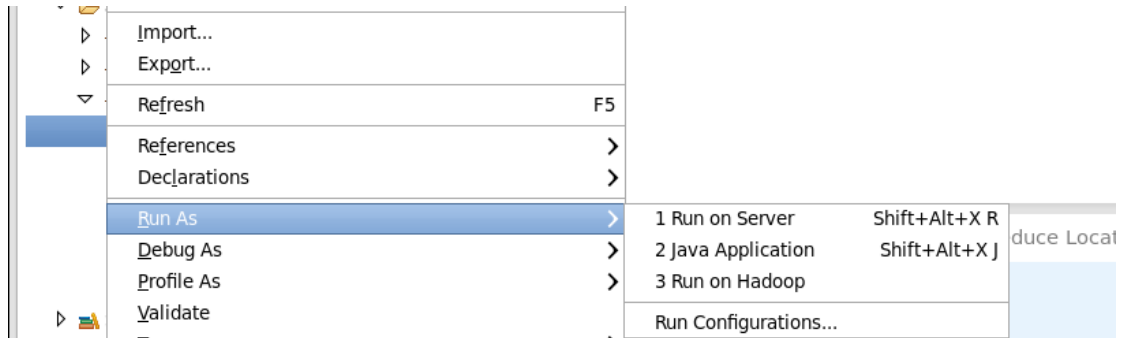 Import...
Export...
Refresh F5
References
Declarations
Run As
Debug As
Profile As
Validate
1 Run on Server Shift+Alt+X R
2 Java Application Shift+Alt+X J
3 Run on Hadoop
Run Configurations...
duce Locat